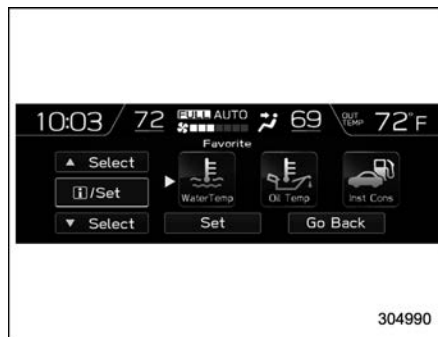 10:03 72 FULL AUTO 69 OUT TEMP 72°F
Favorite
▲ Select
i/Set
▼ Select
WaterTemp Oil Temp Inst Cons
Set Go Back
304990